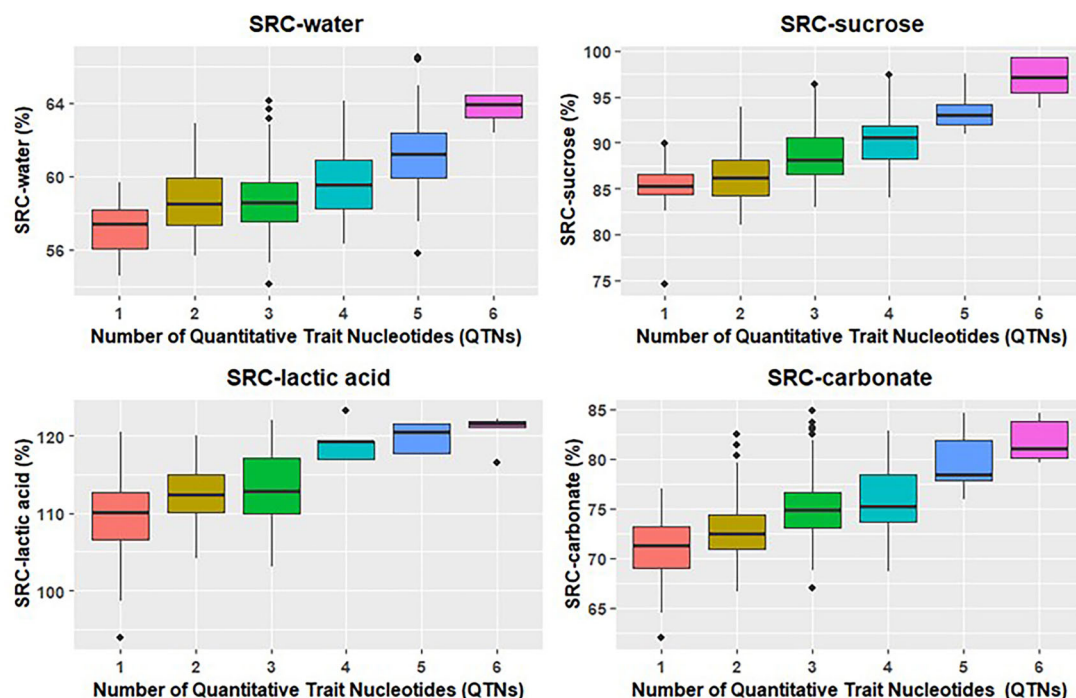 SRC-water
SRC-water (%)
64
60
56
1 2 3 4 5 6
Number of Quantitative Trait Nucleotides (QTNs)
SRC-sucrose
SRC-sucrose (%)
100
95
90
85
80
75
1 2 3 4 5 6
Number of Quantitative Trait Nucleotides (QTNs)
SRC-lactic acid
SRC-lactic acid (%)
120
110
100
1 2 3 4 5 6
Number of Quantitative Trait Nucleotides (QTNs)
SRC-carbonate
SRC-carbonate (%)
85
80
75
70
65
1 2 3 4 5 6
Number of Quantitative Trait Nucleotides (QTNs)